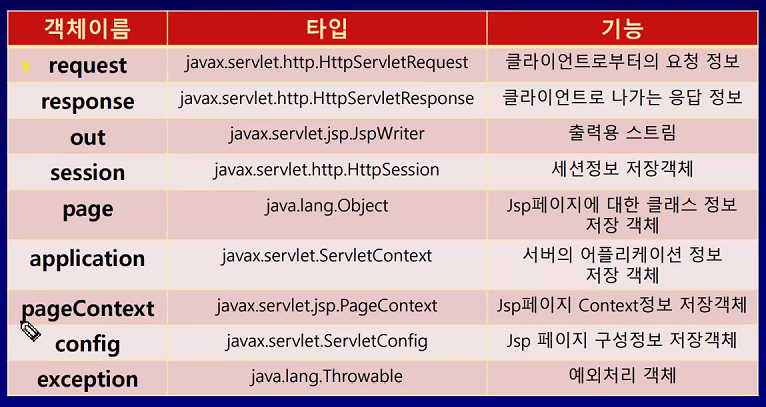 객체이름 타입 기능
request javax.servlet.http.HttpServletRequest 클라이언트로부터의 요청 정보
response javax.servlet.http.HttpServletResponse 클라이언트로 나가는 응답 정보
out javax.servlet.jsp.JspWriter 출력용 스트림
session javax.servlet.http.HttpSession 세션정보 저장객체
page java.lang.Object Jsp페이지에 대한 클래스 정보
저장 객체
application javax.servlet.ServletContext 서버의 어플리케이션 정보
저장 객체
pageContext javax.servlet.jsp.PageContext Jsp페이지 Context정보 저장객체
config javax.servlet.ServletConfig Jsp 페이지 구성정보 저장객체
exception java.lang.Throwable 예외처리 객체